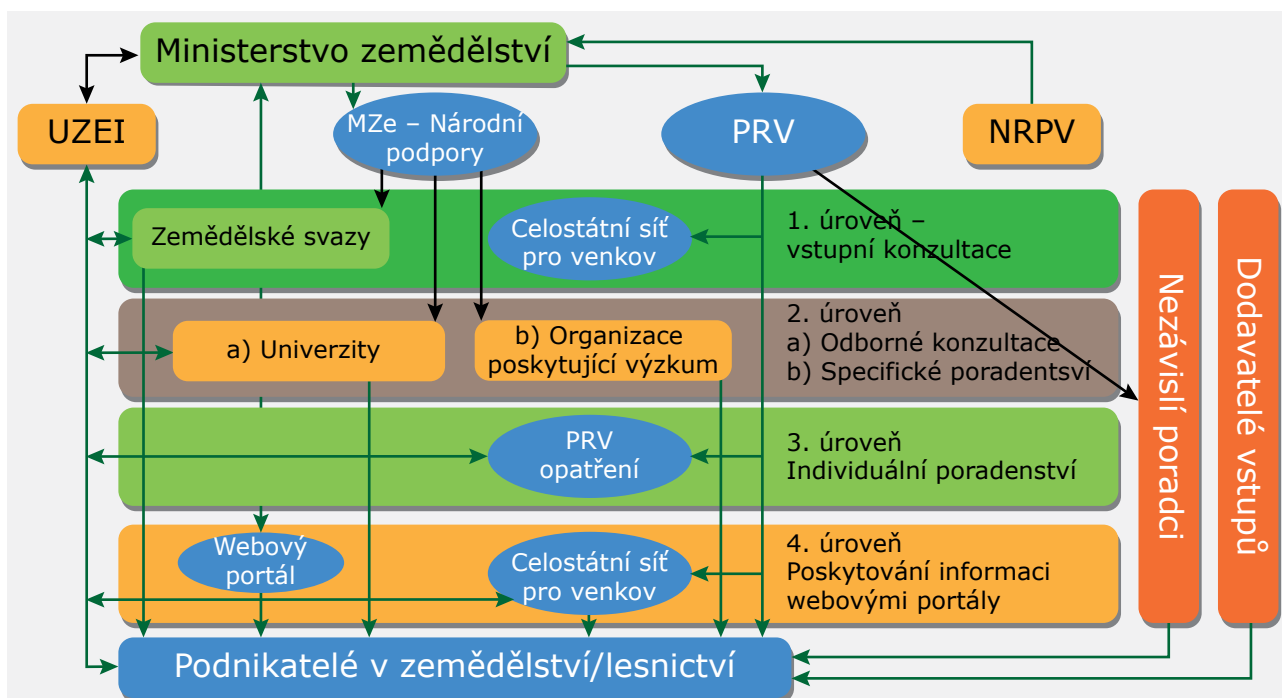 Ministerstvo zemědělství
UZEI
MZe – Národní
podpory
PRV
NRPV
Zemědělské svazy
Celostátní síť
pro venkov
1. úroveň –
vstupní konzultace
a) Univerzity
b) Organizace
poskytující výzkum
2. úroveň
a) Odborné konzultace
b) Specifické poradentsví
PRV
opatření
3. úroveň
Individuální poradenství
Webový
portál
Celostátní síť
pro venkov
4. úroveň
Poskytování informaci
webovými portály
Nezávislí poradci
Dodavatelé vstupů
Podnikatelé v zemědělství/lesnictví